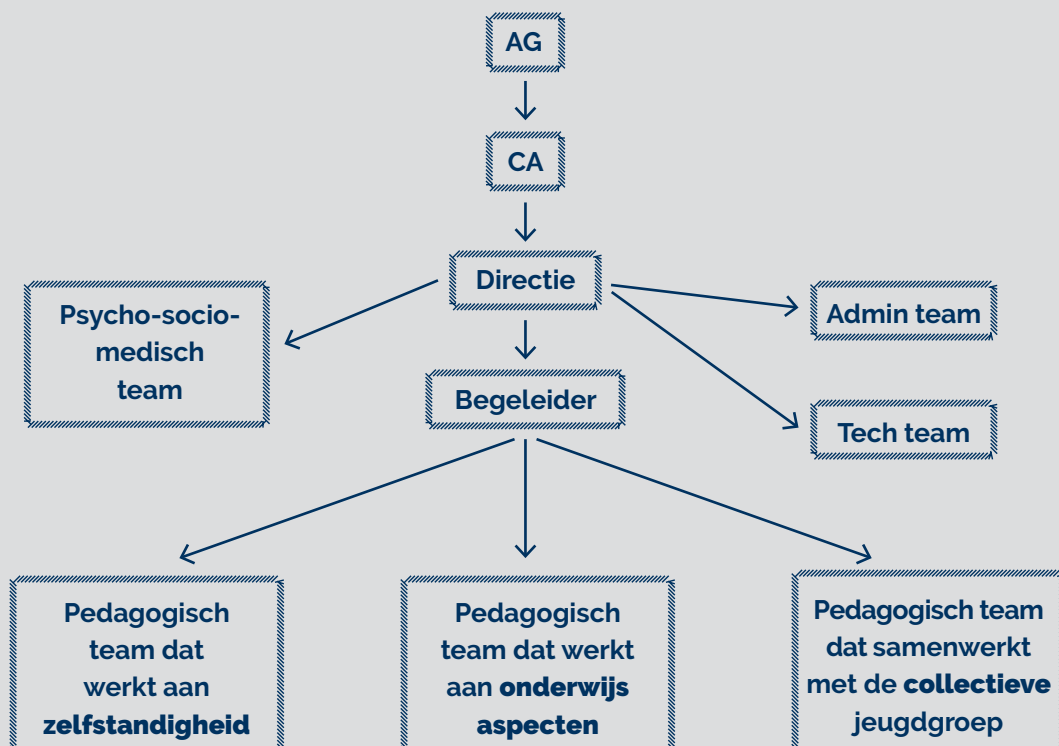 AG
CA
Directie
Psycho-socio-
medisch
team
Admin team
Begeleider
Tech team
Pedagogisch
team dat
werkt aan
zelfstandigheid
Pedagogisch
team dat werkt
aan onderwijs
aspecten
Pedagogisch team
dat samenwerkt
met de collectieve
jeugdgroep